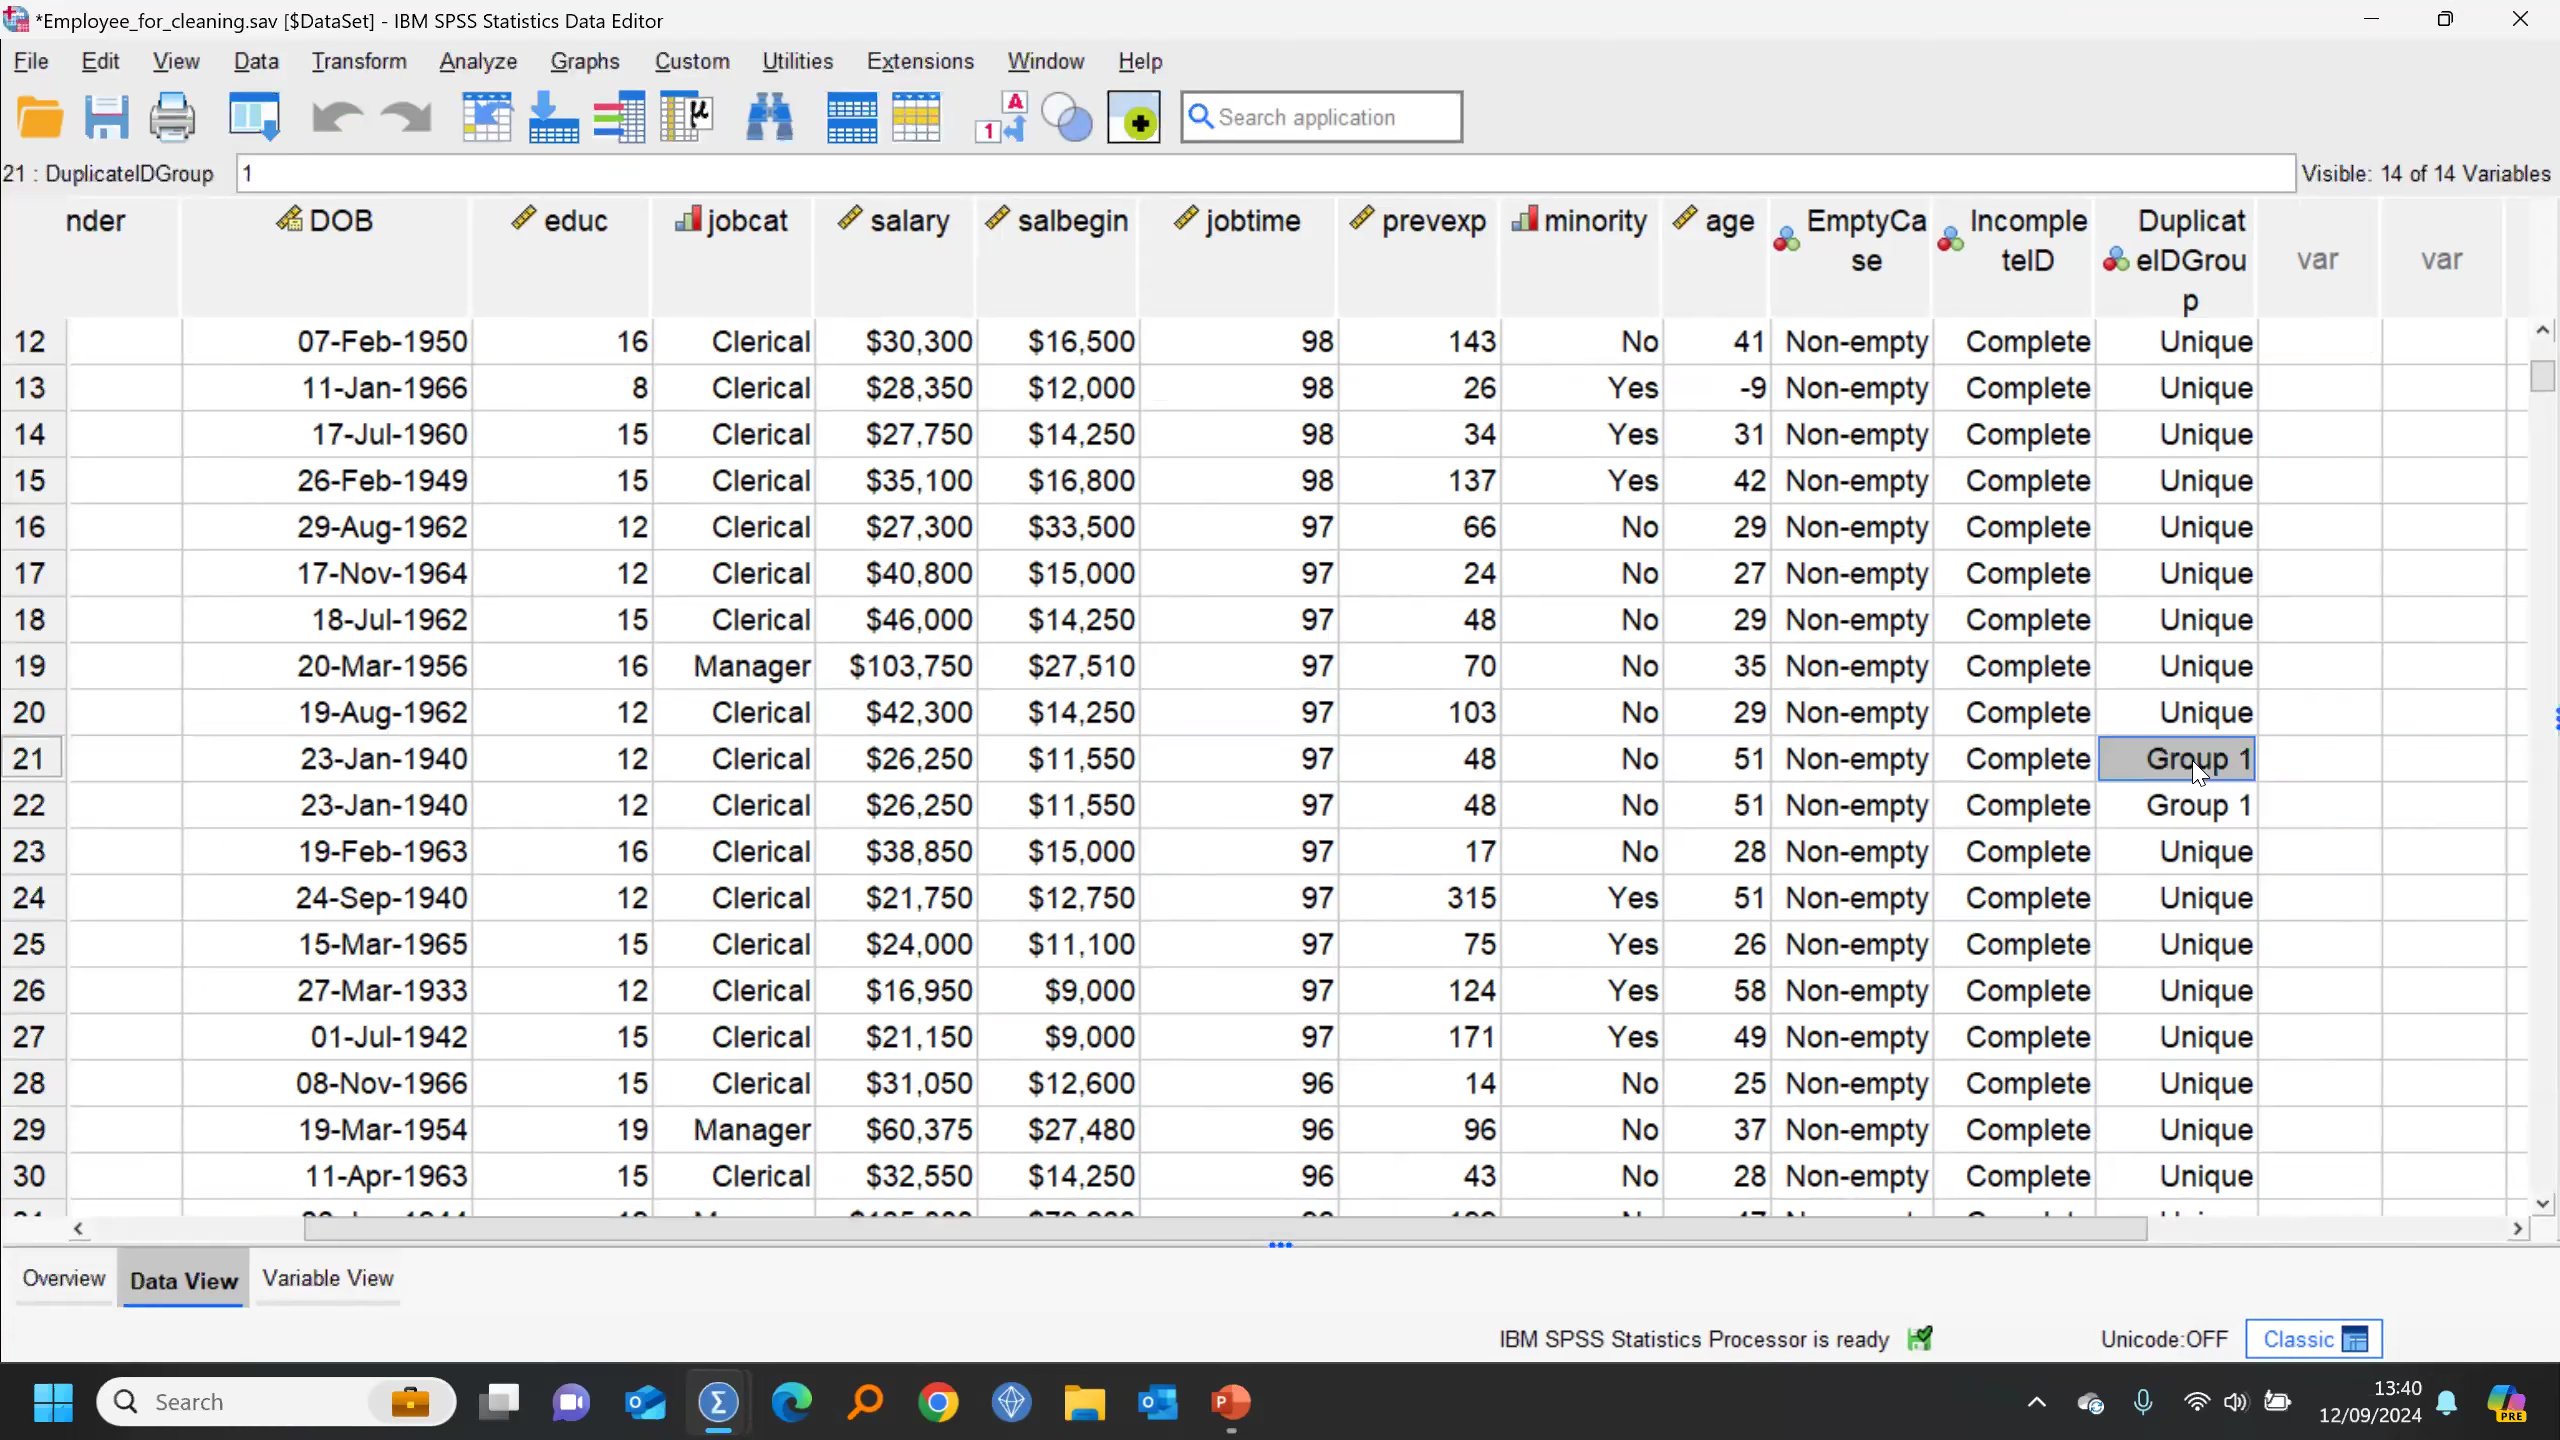 *Employee_for_cleaning.sav [$DataSet] - IBM SPSS Statistics Data Editor
File Edit View Data Transform Analyze Graphs Custom Utilities Extensions Window Help
A 1 μ Search application
21 : DuplicateIDGroup 1 Visible: 14 of 14 Variables
nder DOB educ jobcat salary salbegin jobtime prevexp minority age EmptyCa Incomple Duplicat
se teID eIDGrou var var
p
12 07-Feb-1950 16 Clerical $30,300 $16,500 98 143 No 41 Non-empty Complete Unique
13 11-Jan-1966 8 Clerical $28,350 $12,000 98 26 Yes -9 Non-empty Complete Unique
14 17-Jul-1960 15 Clerical $27,750 $14,250 98 34 Yes 31 Non-empty Complete Unique
15 26-Feb-1949 15 Clerical $35,100 $16,800 98 137 Yes 42 Non-empty Complete Unique
16 29-Aug-1962 12 Clerical $27,300 $33,500 97 66 No 29 Non-empty Complete Unique
17 17-Nov-1964 12 Clerical $40,800 $15,000 97 24 No 27 Non-empty Complete Unique
18 18-Jul-1962 15 Clerical $46,000 $14,250 97 48 No 29 Non-empty Complete Unique
19 20-Mar-1956 16 Manager $103,750 $27,510 97 70 No 35 Non-empty Complete Unique
20 19-Aug-1962 12 Clerical $42,300 $14,250 97 103 No 29 Non-empty Complete Unique
21 23-Jan-1940 12 Clerical $26,250 $11,550 97 48 No 51 Non-empty Complete Group 1
22 23-Jan-1940 12 Clerical $26,250 $11,550 97 48 No 51 Non-empty Complete Group 1
23 19-Feb-1963 16 Clerical $38,850 $15,000 97 17 No 28 Non-empty Complete Unique
24 24-Sep-1940 12 Clerical $21,750 $12,750 97 315 Yes 51 Non-empty Complete Unique
25 15-Mar-1965 15 Clerical $24,000 $11,100 97 75 Yes 26 Non-empty Complete Unique
26 27-Mar-1933 12 Clerical $16,950 $9,000 97 124 Yes 58 Non-empty Complete Unique
27 01-Jul-1942 15 Clerical $21,150 $9,000 97 171 Yes 49 Non-empty Complete Unique
28 08-Nov-1966 15 Clerical $31,050 $12,600 96 14 No 25 Non-empty Complete Unique
29 19-Mar-1954 19 Manager $60,375 $27,480 96 96 No 37 Non-empty Complete Unique
30 11-Apr-1963 15 Clerical $32,550 $14,250 96 43 No 28 Non-empty Complete Unique
Overview Data View Variable View
IBM SPSS Statistics Processor is ready Unicode:OFF Classic
Search 13:40
12/09/2024
PRE